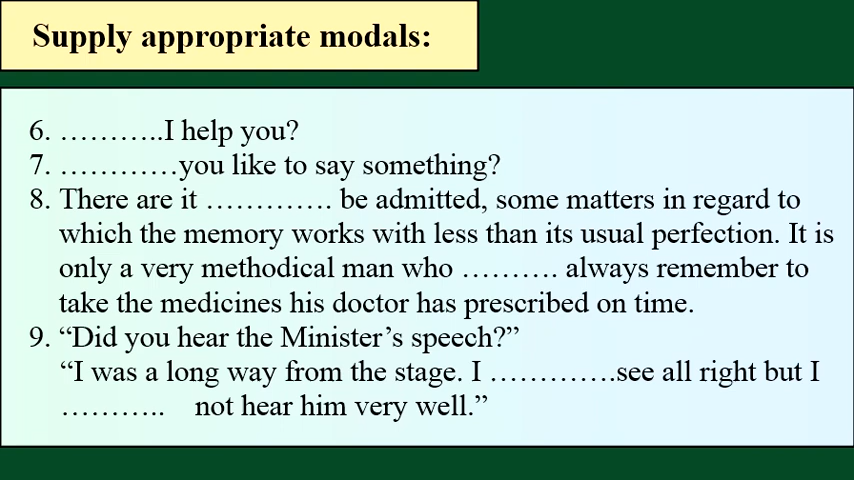 Supply appropriate modals:
6. ………..I help you?
7. …………you like to say something?
8. There are it …………. be admitted, some matters in regard to
which the memory works with less than its usual perfection. It is
only a very methodical man who ………. always remember to
take the medicines his doctor has prescribed on time.
9. “Did you hear the Minister’s speech?”
“I was a long way from the stage. I ………….see all right but I
……….. not hear him very well.”